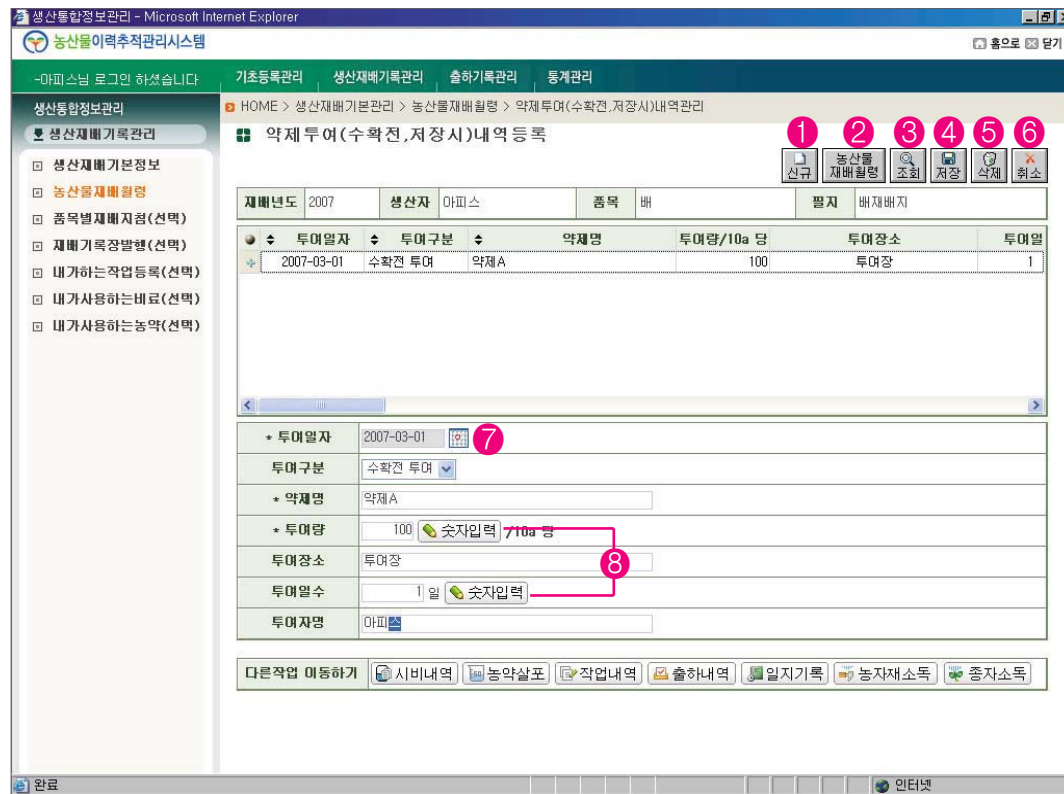 생산통합정보관리 - Microsoft Internet Explorer
농산물이력추적관리시스템
홈으로 닫기
-아피스님 로그인 하셨습니다
기초등록관리 생산재배기록관리 출하기록관리 통계관리
생산통합정보관리
HOME > 생산재배기본관리 > 농산물재배월령 > 약제투여(수확전,저장시)내역관리
생산재배기록관리
약제투여(수확전,저장시)내역등록
1 2 3 4 5 6
신규 농산물재배월령 조회 저장 삭제 취소
생산재배기본정보
농산물재배월령
품목별재배지침(선택)
재배기록장발행(선택)
내가하는작업등록(선택)
내가사용하는비료(선택)
내가사용하는농약(선택)
재배년도 2007 생산자 아피스 품목 배 필지 배재배지
투여일자 투여구분 약제명 투여량/10a 당 투여장소 투여일
2007-03-01 수확전 투여 약제A 100 투여장 1
* 투여일자 2007-03-01 7
투여구분 수확전 투여
* 약제명 약제A
* 투여량 100 숫자입력 /10a 당
투여장소 투여장 8
투여일수 1 일 숫자입력
투여자명 아피스
다른작업 이동하기 시비내역 농약살포 작업내역 출하내역 일지기록 농자재소독 종자소독
완료 인터넷